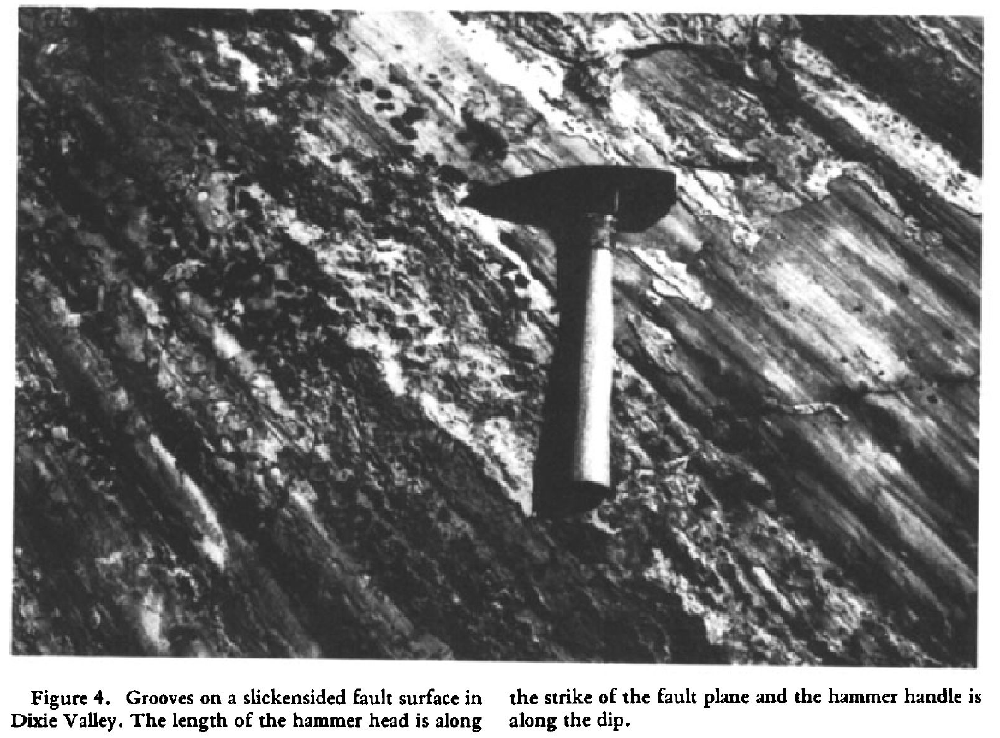 Figure 4. Grooves on a slickensided fault surface in
Dixie Valley. The length of the hammer head is along
the strike of the fault plane and the hammer handle is
along the dip.